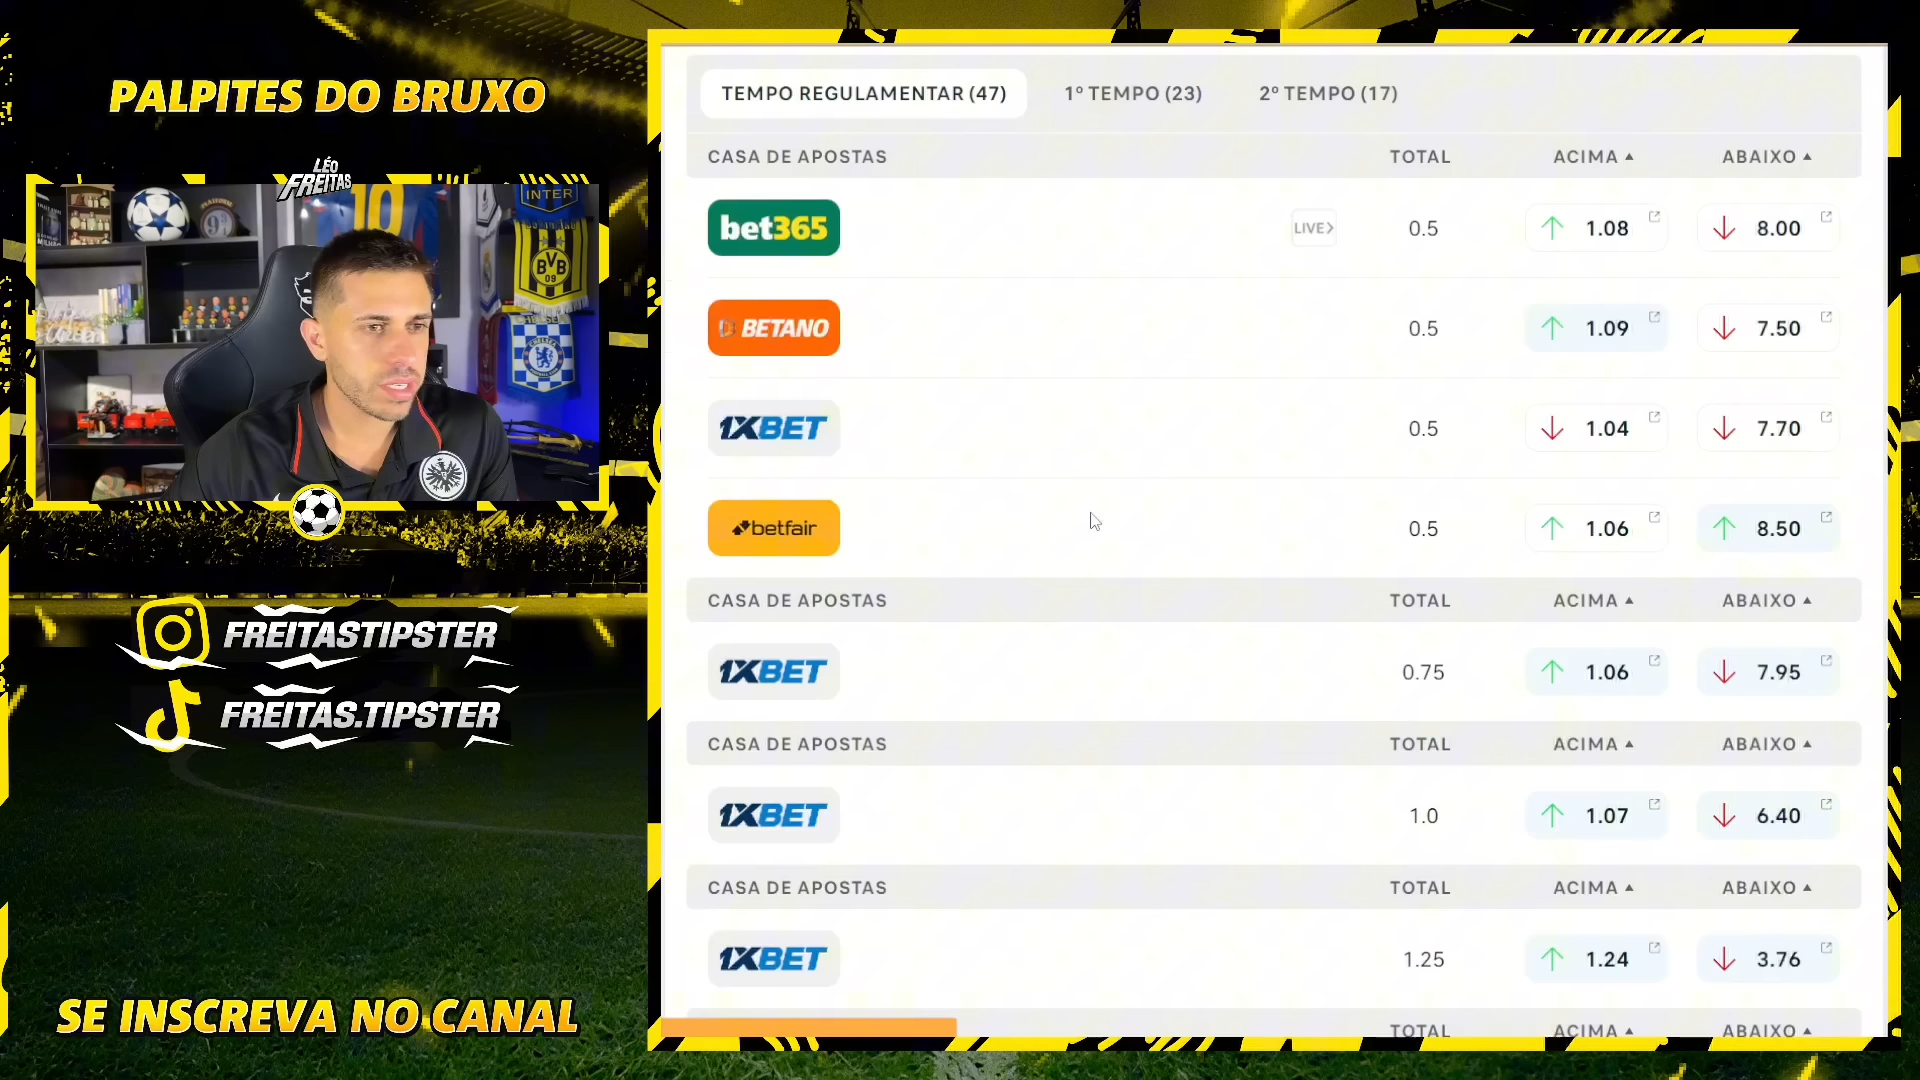 PALPITES DO BRUXO
LÉO
FREITAS
INTER
10
BVB
09
FREITASTIPSTER
FREITAS.TIPSTER
SE INSCREVA NO CANAL
TEMPO REGULAMENTAR (47) 1º TEMPO (23) 2º TEMPO (17)
CASA DE APOSTAS TOTAL ACIMA ABAIXO
bet365 LIVE 0.5 1.08 8.00
BETANO 0.5 1.09 7.50
1XBET 0.5 1.04 7.70
betfair 0.5 1.06 8.50
CASA DE APOSTAS TOTAL ACIMA ABAIXO
1XBET 0.75 1.06 7.95
CASA DE APOSTAS TOTAL ACIMA ABAIXO
1XBET 1.0 1.07 6.40
CASA DE APOSTAS TOTAL ACIMA ABAIXO
1XBET 1.25 1.24 3.76
TOTAL ACIMA ABAIXO